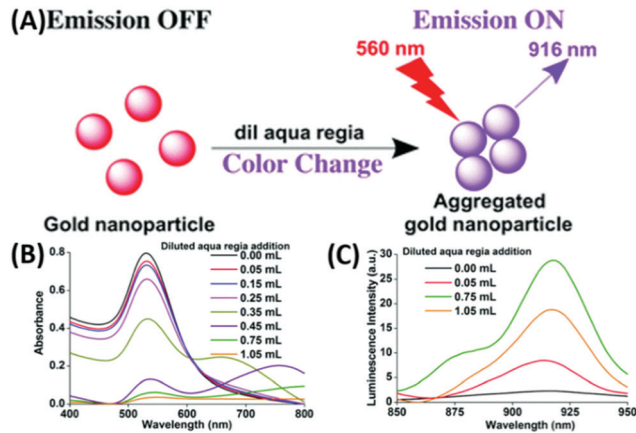 (A) Emission OFF
Emission ON
560 nm
916 nm
dil aqua regia
Color Change
Gold nanoparticle
Aggregated
gold nanoparticle
(B)
Diluted aqua regia addition
0.00 mL
0.05 mL
0.15 mL
0.25 mL
0.35 mL
0.45 mL
0.75 mL
1.05 mL
0.8
0.6
0.4
0.2
0.0
Absorbance
400
500
600
700
800
Wavelength (nm)
(C)
Diluted aqua regia addition
0.00 mL
0.05 mL
0.75 mL
1.05 mL
35
30
25
20
15
10
5
0
Luminescence Intensity (a.u.)
850
875
900
925
950
Wavelength (nm)